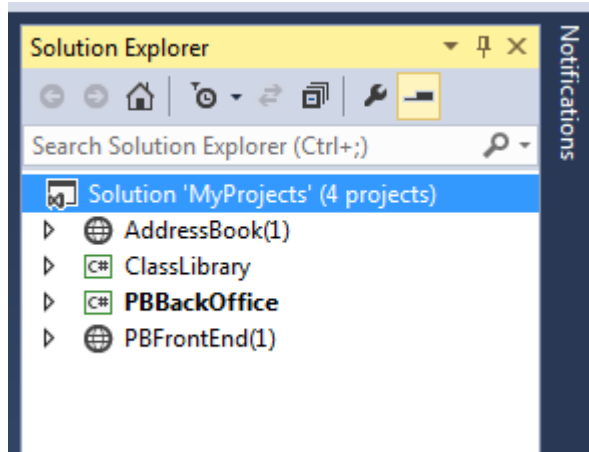 Solution Explorer
Search Solution Explorer (Ctrl+;)
Solution 'MyProjects' (4 projects)
AddressBook(1)
C# ClassLibrary
C# PBBackOffice
PBFrontEnd(1)
Notifications